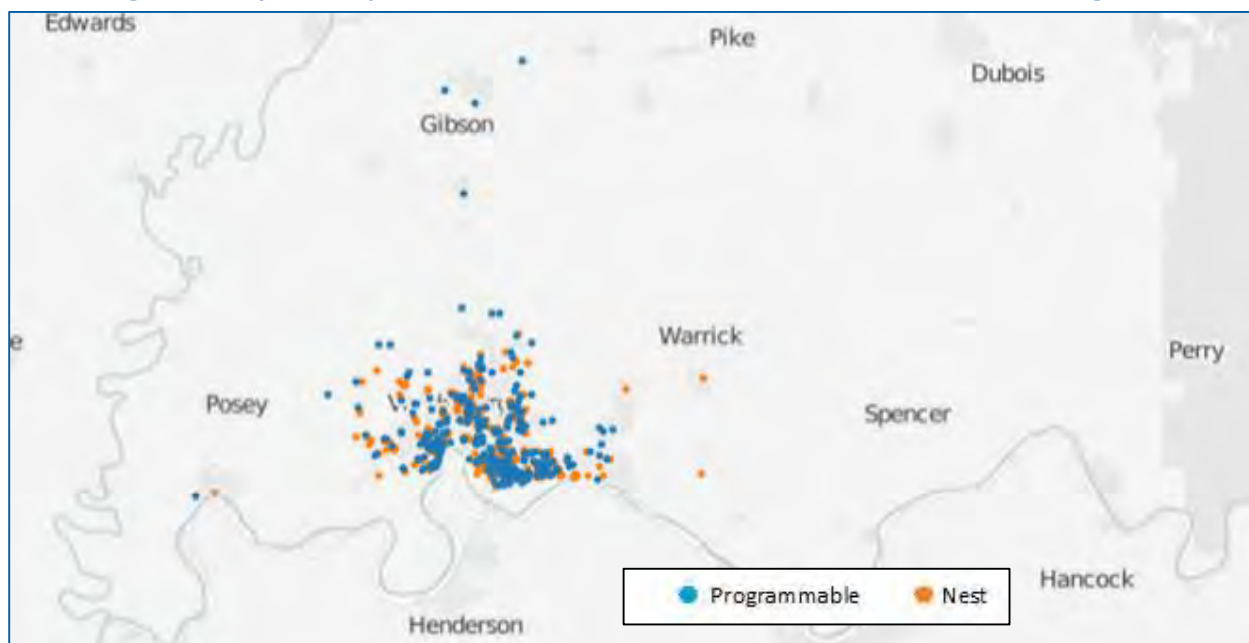 Edwards
Pike
Dubois
Gibson
Warrick
Perry
Posey
Spencer
Programmable
Nest
Hancock
Henderson